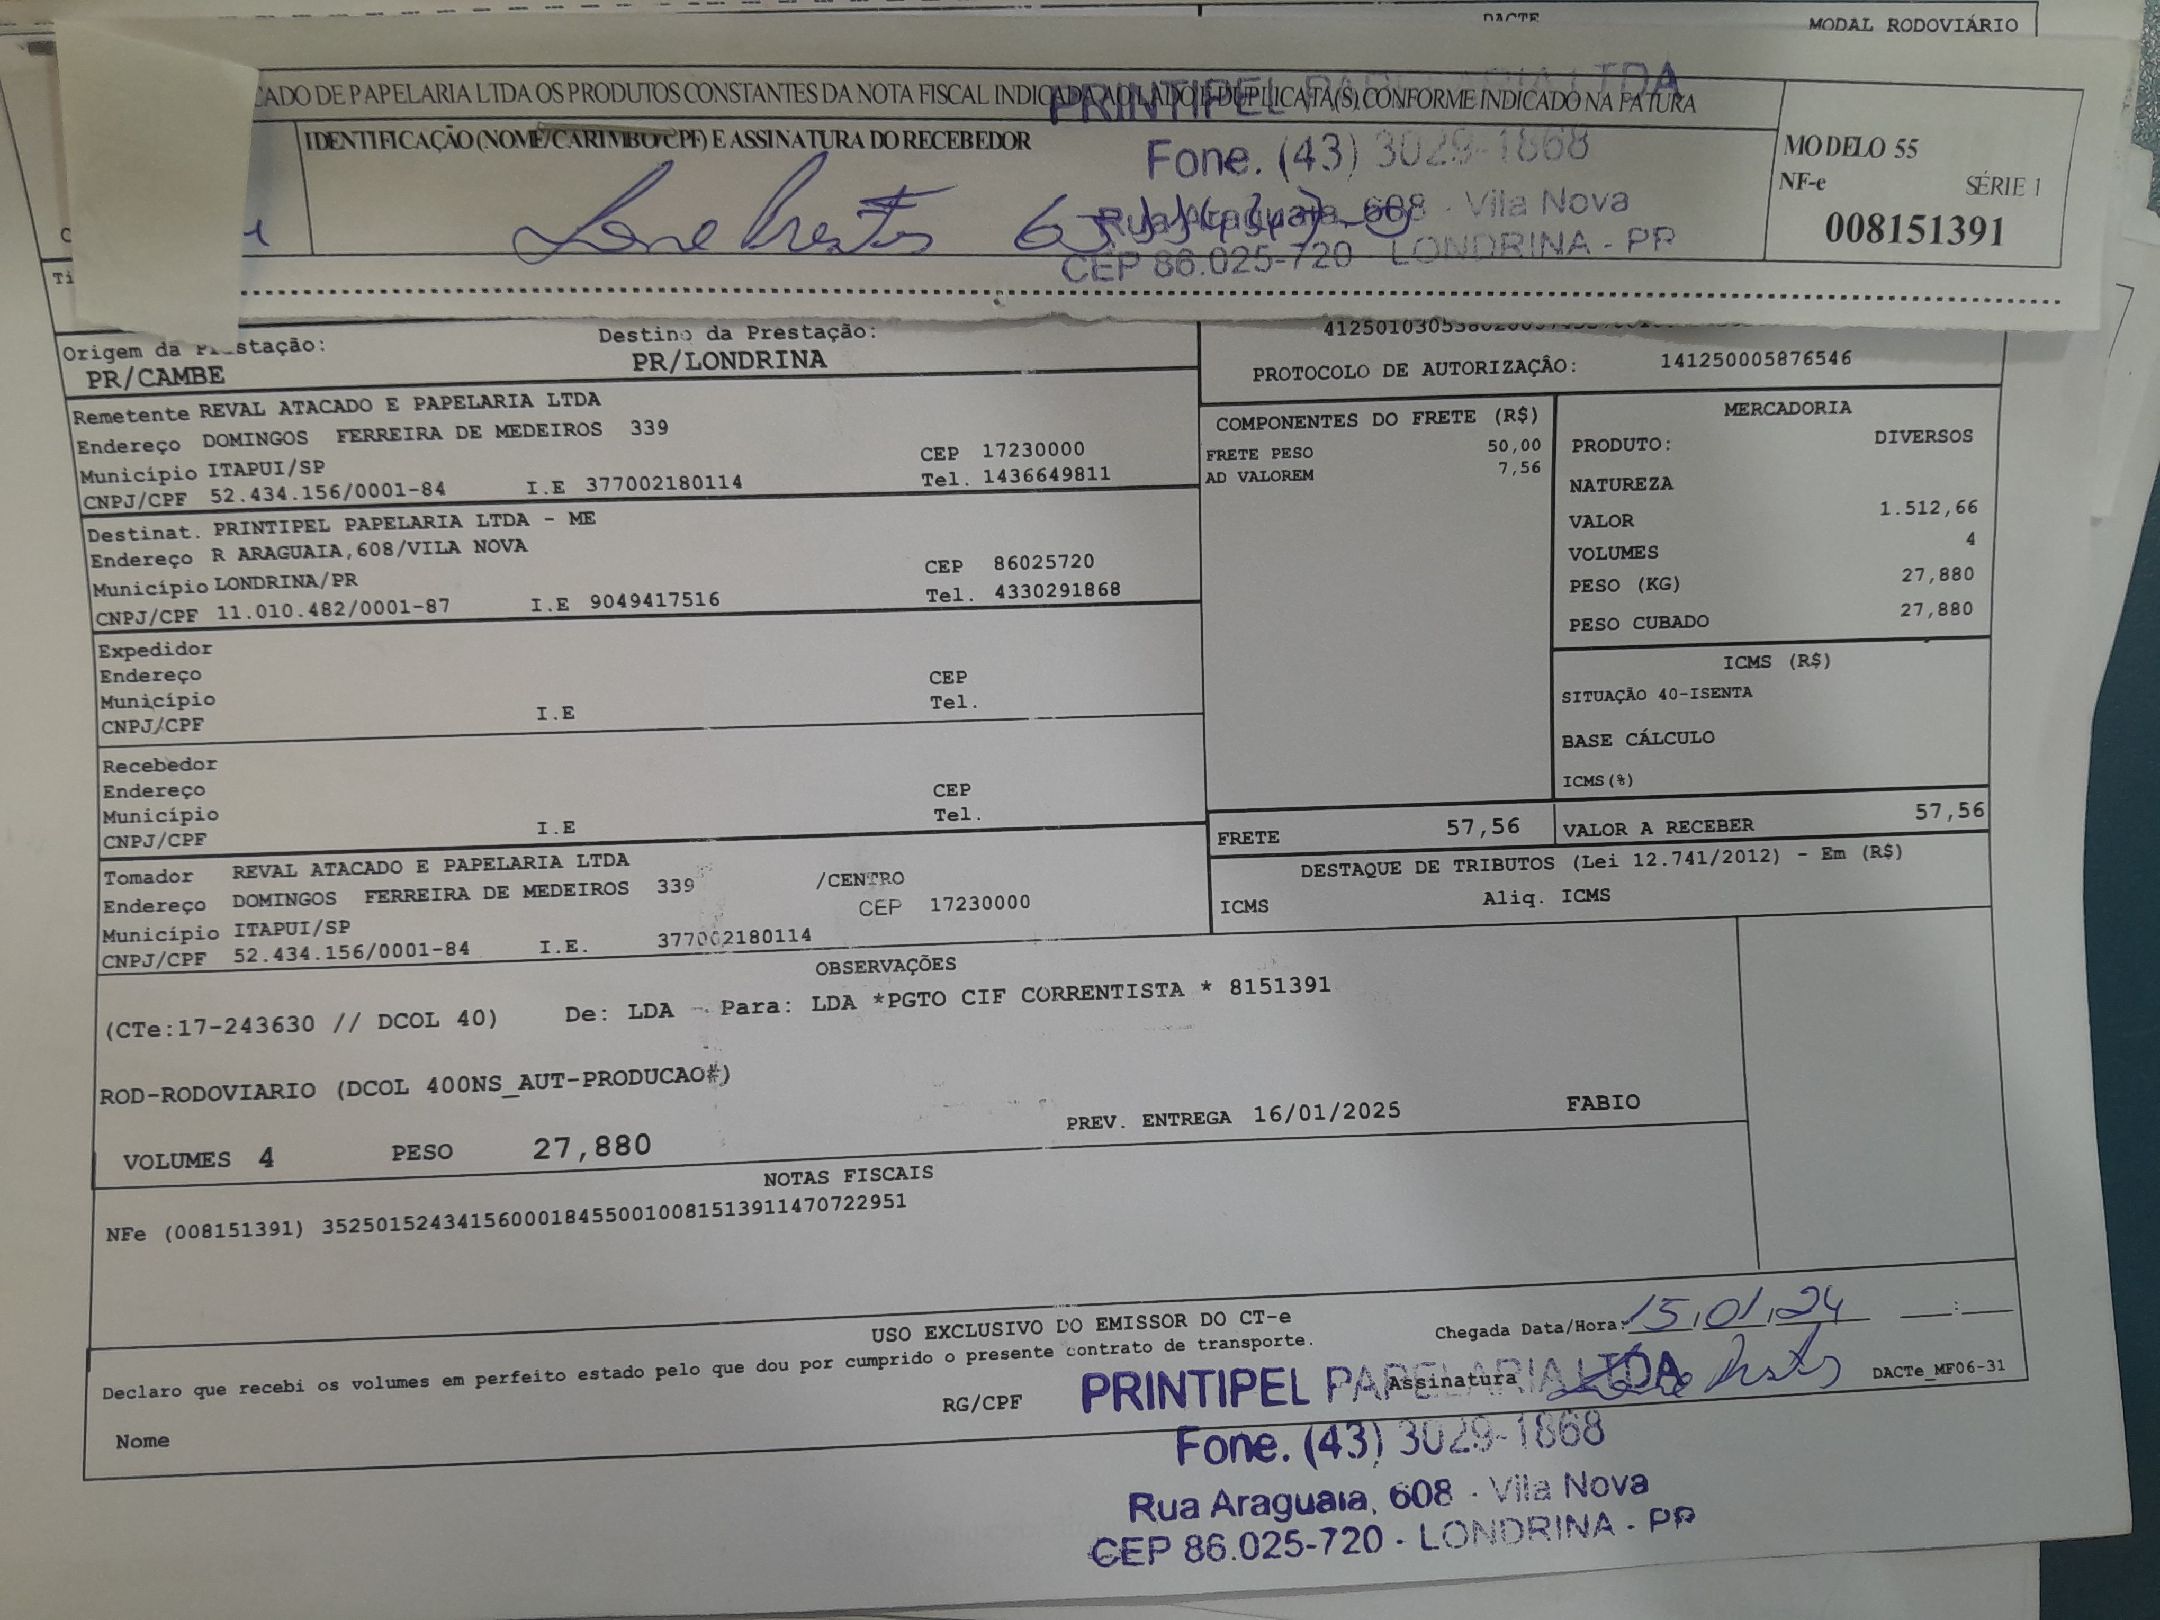 DACTE
MODAL RODOVIÁRIO
CADO DE PAPELARIA LTDA OS PRODUTOS CONSTANTES DA NOTA FISCAL INDICADA AO LADO E DUPLICATA(S), CONFORME INDICADO NA FATURA
PRINTIPEL PAPELARIA LTDA
IDENTIFICAÇÃO (NOME/CARIMBO/CPF) E ASSINATURA DO RECEBEDOR
Fone. (43) 3029-1868
Rua Araguaia, 608 - Vila Nova
CEP 86.025-720 - LONDRINA - PR
MODELO 55
NF-e SÉRIE 1
008151391
Origem da Prestação:
PR/CAMBE
Destino da Prestação:
PR/LONDRINA
PROTOCOLO DE AUTORIZAÇÃO: 141250005876546
Remetente REVAL ATACADO E PAPELARIA LTDA
Endereço DOMINGOS FERREIRA DE MEDEIROS 339
Município ITAPUI/SP CEP 17230000
CNPJ/CPF 52.434.156/0001-84 I.E 377002180114 Tel. 1436649811
Destinat. PRINTIPEL PAPELARIA LTDA - ME
Endereço R ARAGUAIA,608/VILA NOVA
Município LONDRINA/PR CEP 86025720
CNPJ/CPF 11.010.482/0001-87 I.E 9049417516 Tel. 4330291868
Expedidor
Endereço CEP
Município Tel.
CNPJ/CPF I.E
Recebedor
Endereço CEP
Município Tel.
CNPJ/CPF I.E
Tomador REVAL ATACADO E PAPELARIA LTDA
Endereço DOMINGOS FERREIRA DE MEDEIROS 339 /CENTRO
Município ITAPUI/SP CEP 17230000
CNPJ/CPF 52.434.156/0001-84 I.E. 377002180114
COMPONENTES DO FRETE (R$)
FRETE PESO 50,00
AD VALOREM 7,56
MERCADORIA
PRODUTO: DIVERSOS
NATUREZA
VALOR 1.512,66
VOLUMES 4
PESO (KG) 27,880
PESO CUBADO 27,880
ICMS (R$)
SITUAÇÃO 40-ISENTA
BASE CÁLCULO
ICMS(%)
FRETE 57,56 VALOR A RECEBER 57,56
DESTAQUE DE TRIBUTOS (Lei 12.741/2012) - Em (R$)
ICMS Aliq. ICMS
OBSERVAÇÕES
(CTe:17-243630 // DCOL 40) De: LDA - Para: LDA *PGTO CIF CORRENTISTA * 8151391
ROD-RODOVIARIO (DCOL 400NS_AUT-PRODUCAO#)
PREV. ENTREGA 16/01/2025 FABIO
VOLUMES 4 PESO 27,880
NOTAS FISCAIS
NFe (008151391) 35250152434156000184550010081513911470722951
USO EXCLUSIVO DO EMISSOR DO CT-e
Declaro que recebi os volumes em perfeito estado pelo que dou por cumprido o presente contrato de transporte.
Chegada Data/Hora: 15,01,24 __:__
Nome RG/CPF Assinatura DACTe_MF06-31
PRINTIPEL PAPELARIA LTDA
Fone. (43) 3029-1868
Rua Araguaia, 608 - Vila Nova
CEP 86.025-720 - LONDRINA - PR